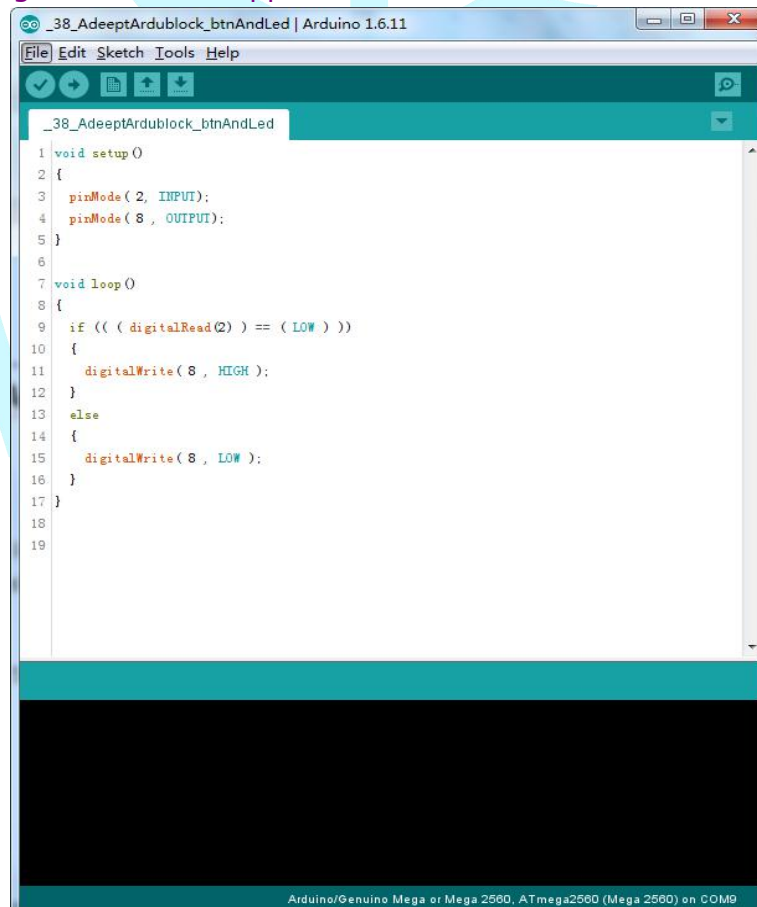 _38_AdeeptArdublock_btnAndLed | Arduino 1.6.11
File Edit Sketch Tools Help
_38_AdeeptArdublock_btnAndLed
1 void setup()
2 {
3   pinMode( 2, INPUT);
4   pinMode( 8 , OUTPUT);
5 }
6
7 void loop()
8 {
9   if (( ( digitalRead(2) ) == ( LOW ) ))
10   {
11     digitalWrite( 8 , HIGH );
12   }
13   else
14   {
15     digitalWrite( 8 , LOW );
16   }
17 }
18
19
Arduino/Genuino Mega or Mega 2560, ATmega2560 (Mega 2560) on COM9